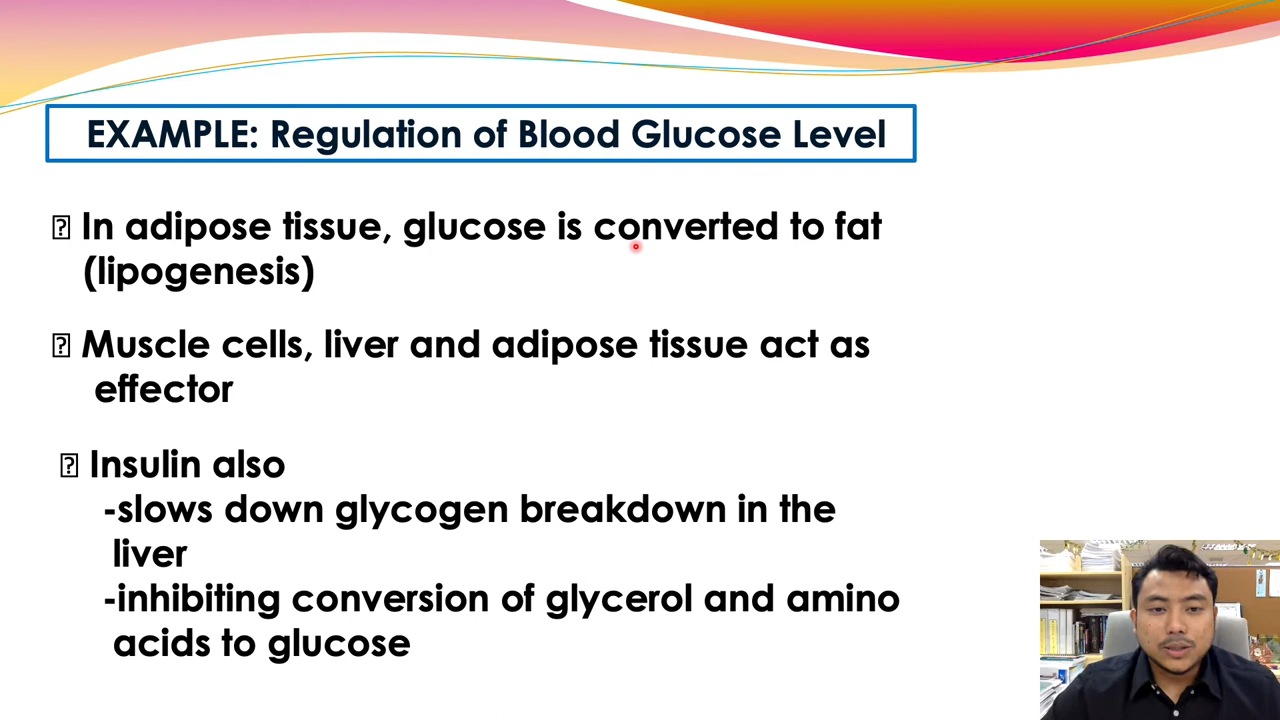 EXAMPLE: Regulation of Blood Glucose Level
In adipose tissue, glucose is converted to fat
(lipogenesis)
Muscle cells, liver and adipose tissue act as
effector
Insulin also
-slows down glycogen breakdown in the
liver
-inhibiting conversion of glycerol and amino
acids to glucose